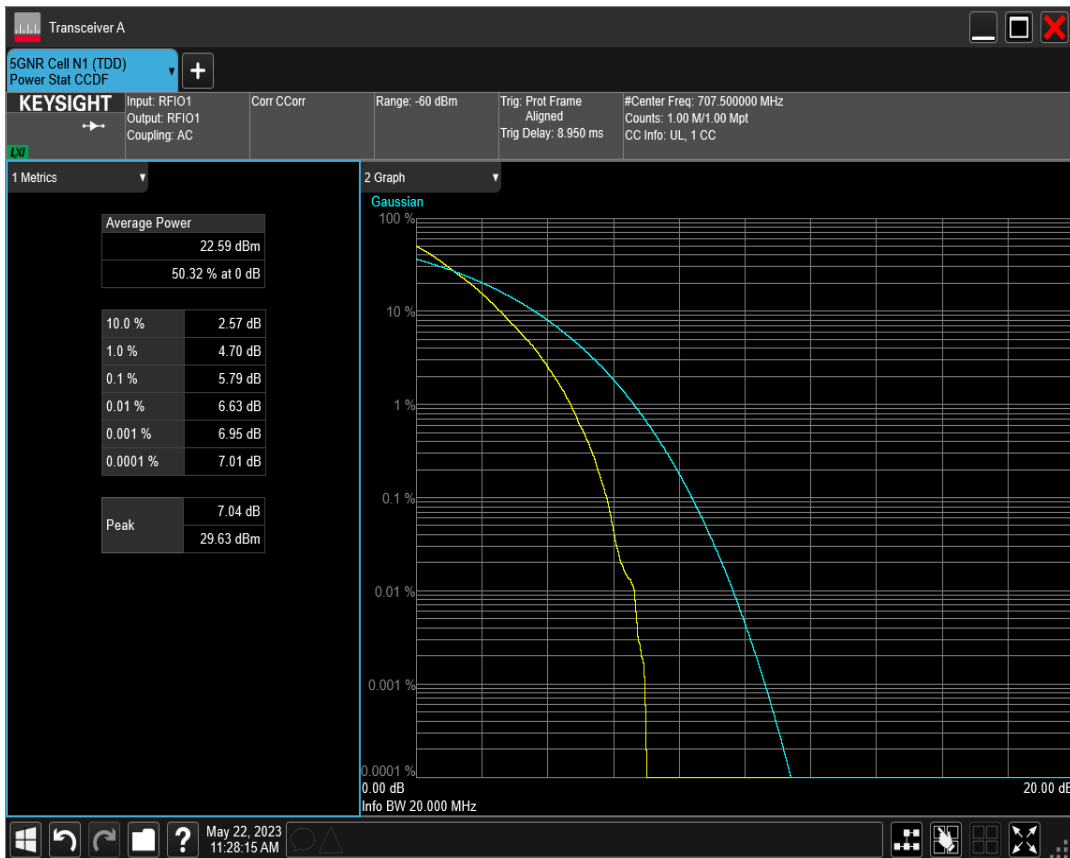 Transceiver A
5GNR Cell N1 (TDD)
Power Stat CCDF
KEYSIGHT
LXI
Input: RFIO1
Output: RFIO1
Coupling: AC
Corr CCorr
Range: -60 dBm
Trig: Prot Frame
Aligned
Trig Delay: 8.950 ms
#Center Freq: 707.500000 MHz
Counts: 1.00 M/1.00 Mpt
CC Info: UL, 1 CC
1 Metrics
Average Power
22.59 dBm
50.32 % at 0 dB
10.0 % 2.57 dB
1.0 % 4.70 dB
0.1 % 5.79 dB
0.01 % 6.63 dB
0.001 % 6.95 dB
0.0001 % 7.01 dB
Peak
7.04 dB
29.63 dBm
2 Graph
Gaussian
100 %
10 %
1 %
0.1 %
0.01 %
0.001 %
0.0001 %
0.00 dB 20.00 dB
Info BW 20.000 MHz
?
May 22, 2023
11:28:15 AM